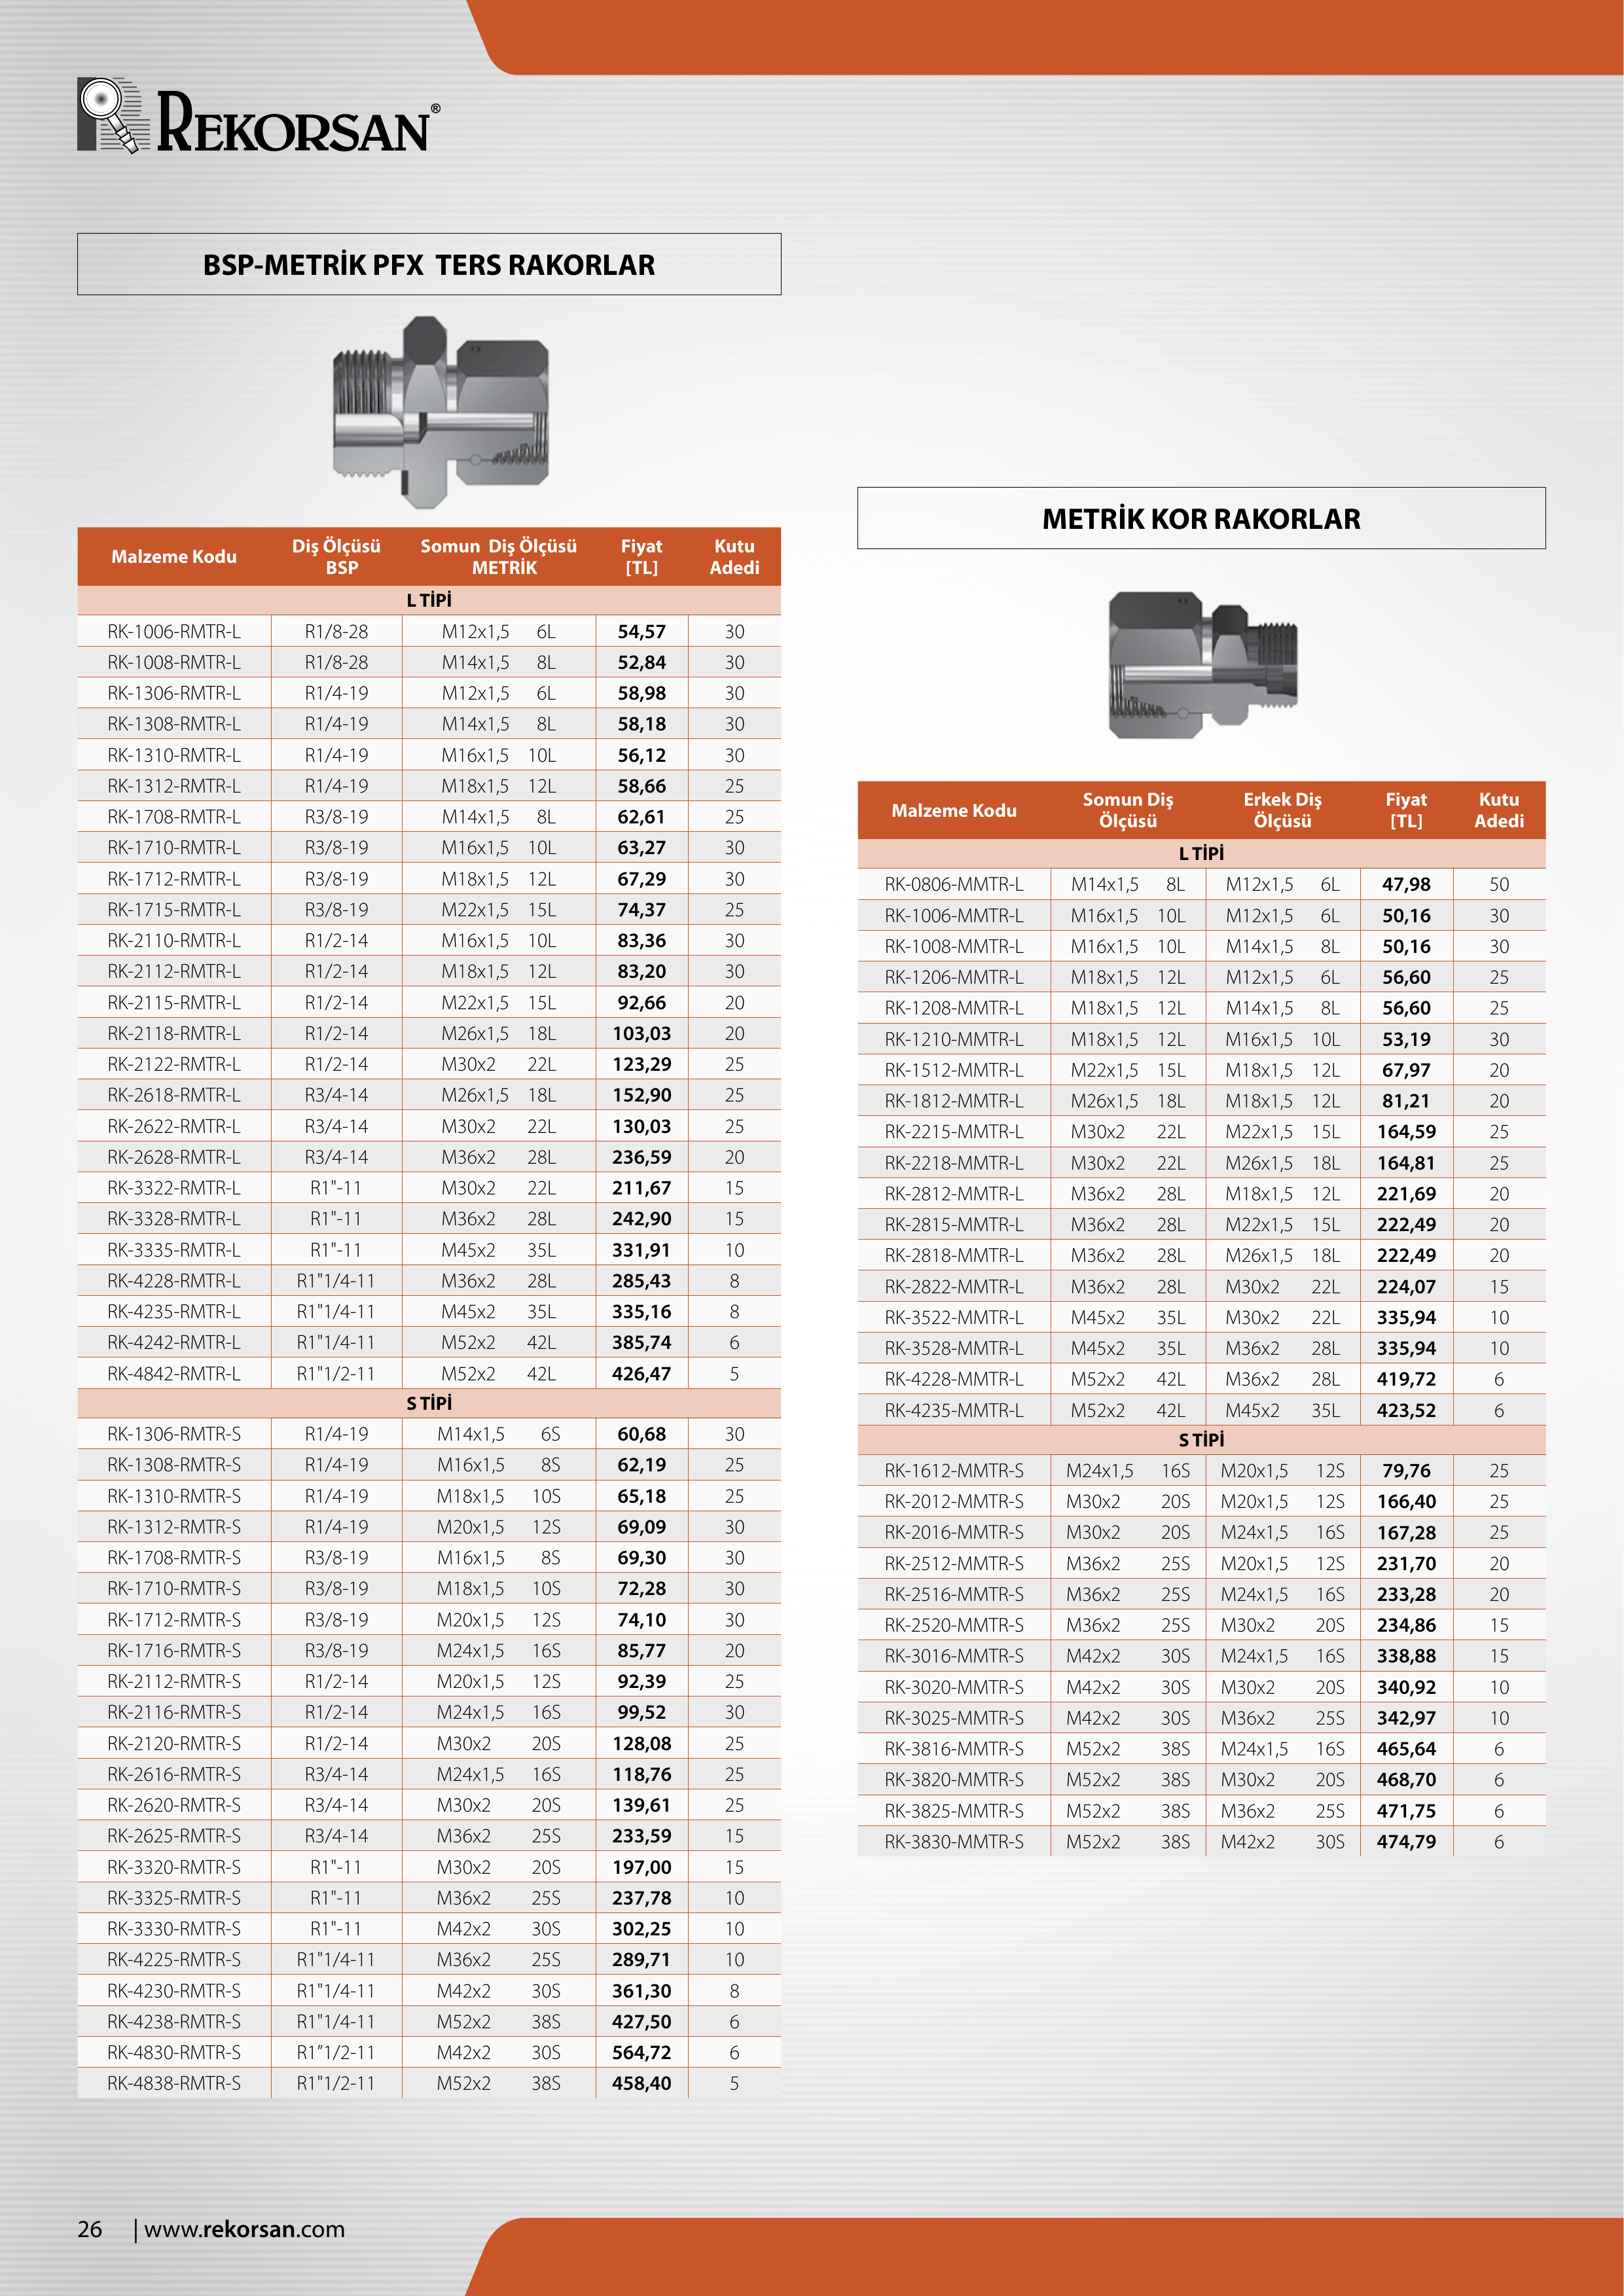 REKORSAN®
BSP-METRİK PFX TERS RAKORLAR
Malzeme Kodu Diş Ölçüsü BSP Somun Diş Ölçüsü METRİK Fiyat [TL] Kutu Adedi
L TİPİ
RK-1006-RMTR-L R1/8-28 M12x1,5 6L 54,57 30
RK-1008-RMTR-L R1/8-28 M14x1,5 8L 52,84 30
RK-1306-RMTR-L R1/4-19 M12x1,5 6L 58,98 30
RK-1308-RMTR-L R1/4-19 M14x1,5 8L 58,18 30
RK-1310-RMTR-L R1/4-19 M16x1,5 10L 56,12 30
RK-1312-RMTR-L R1/4-19 M18x1,5 12L 58,66 25
RK-1708-RMTR-L R3/8-19 M14x1,5 8L 62,61 25
RK-1710-RMTR-L R3/8-19 M16x1,5 10L 63,27 30
RK-1712-RMTR-L R3/8-19 M18x1,5 12L 67,29 30
RK-1715-RMTR-L R3/8-19 M22x1,5 15L 74,37 25
RK-2110-RMTR-L R1/2-14 M16x1,5 10L 83,36 30
RK-2112-RMTR-L R1/2-14 M18x1,5 12L 83,20 30
RK-2115-RMTR-L R1/2-14 M22x1,5 15L 92,66 20
RK-2118-RMTR-L R1/2-14 M26x1,5 18L 103,03 20
RK-2122-RMTR-L R1/2-14 M30x2 22L 123,29 25
RK-2618-RMTR-L R3/4-14 M26x1,5 18L 152,90 25
RK-2622-RMTR-L R3/4-14 M30x2 22L 130,03 25
RK-2628-RMTR-L R3/4-14 M36x2 28L 236,59 20
RK-3322-RMTR-L R1"-11 M30x2 22L 211,67 15
RK-3328-RMTR-L R1"-11 M36x2 28L 242,90 15
RK-3335-RMTR-L R1"-11 M45x2 35L 331,91 10
RK-4228-RMTR-L R1"1/4-11 M36x2 28L 285,43 8
RK-4235-RMTR-L R1"1/4-11 M45x2 35L 335,16 8
RK-4242-RMTR-L R1"1/4-11 M52x2 42L 385,74 6
RK-4842-RMTR-L R1"1/2-11 M52x2 42L 426,47 5
S TİPİ
RK-1306-RMTR-S R1/4-19 M14x1,5 6S 60,68 30
RK-1308-RMTR-S R1/4-19 M16x1,5 8S 62,19 25
RK-1310-RMTR-S R1/4-19 M18x1,5 10S 65,18 25
RK-1312-RMTR-S R1/4-19 M20x1,5 12S 69,09 30
RK-1708-RMTR-S R3/8-19 M16x1,5 8S 69,30 30
RK-1710-RMTR-S R3/8-19 M18x1,5 10S 72,28 30
RK-1712-RMTR-S R3/8-19 M20x1,5 12S 74,10 30
RK-1716-RMTR-S R3/8-19 M24x1,5 16S 85,77 20
RK-2112-RMTR-S R1/2-14 M20x1,5 12S 92,39 25
RK-2116-RMTR-S R1/2-14 M24x1,5 16S 99,52 30
RK-2120-RMTR-S R1/2-14 M30x2 20S 128,08 25
RK-2616-RMTR-S R3/4-14 M24x1,5 16S 118,76 25
RK-2620-RMTR-S R3/4-14 M30x2 20S 139,61 25
RK-2625-RMTR-S R3/4-14 M36x2 25S 233,59 15
RK-3320-RMTR-S R1"-11 M30x2 20S 197,00 15
RK-3325-RMTR-S R1"-11 M36x2 25S 237,78 10
RK-3330-RMTR-S R1"-11 M42x2 30S 302,25 10
RK-4225-RMTR-S R1"1/4-11 M36x2 25S 289,71 10
RK-4230-RMTR-S R1"1/4-11 M42x2 30S 361,30 8
RK-4238-RMTR-S R1"1/4-11 M52x2 38S 427,50 6
RK-4830-RMTR-S R1”1/2-11 M42x2 30S 564,72 6
RK-4838-RMTR-S R1"1/2-11 M52x2 38S 458,40 5
METRİK KOR RAKORLAR
Malzeme Kodu Somun Diş Ölçüsü Erkek Diş Ölçüsü Fiyat [TL] Kutu Adedi
L TİPİ
RK-0806-MMTR-L M14x1,5 8L M12x1,5 6L 47,98 50
RK-1006-MMTR-L M16x1,5 10L M12x1,5 6L 50,16 30
RK-1008-MMTR-L M16x1,5 10L M14x1,5 8L 50,16 30
RK-1206-MMTR-L M18x1,5 12L M12x1,5 6L 56,60 25
RK-1208-MMTR-L M18x1,5 12L M14x1,5 8L 56,60 25
RK-1210-MMTR-L M18x1,5 12L M16x1,5 10L 53,19 30
RK-1512-MMTR-L M22x1,5 15L M18x1,5 12L 67,97 20
RK-1812-MMTR-L M26x1,5 18L M18x1,5 12L 81,21 20
RK-2215-MMTR-L M30x2 22L M22x1,5 15L 164,59 25
RK-2218-MMTR-L M30x2 22L M26x1,5 18L 164,81 25
RK-2812-MMTR-L M36x2 28L M18x1,5 12L 221,69 20
RK-2815-MMTR-L M36x2 28L M22x1,5 15L 222,49 20
RK-2818-MMTR-L M36x2 28L M26x1,5 18L 222,49 20
RK-2822-MMTR-L M36x2 28L M30x2 22L 224,07 15
RK-3522-MMTR-L M45x2 35L M30x2 22L 335,94 10
RK-3528-MMTR-L M45x2 35L M36x2 28L 335,94 10
RK-4228-MMTR-L M52x2 42L M36x2 28L 419,72 6
RK-4235-MMTR-L M52x2 42L M45x2 35L 423,52 6
S TİPİ
RK-1612-MMTR-S M24x1,5 16S M20x1,5 12S 79,76 25
RK-2012-MMTR-S M30x2 20S M20x1,5 12S 166,40 25
RK-2016-MMTR-S M30x2 20S M24x1,5 16S 167,28 25
RK-2512-MMTR-S M36x2 25S M20x1,5 12S 231,70 20
RK-2516-MMTR-S M36x2 25S M24x1,5 16S 233,28 20
RK-2520-MMTR-S M36x2 25S M30x2 20S 234,86 15
RK-3016-MMTR-S M42x2 30S M24x1,5 16S 338,88 15
RK-3020-MMTR-S M42x2 30S M30x2 20S 340,92 10
RK-3025-MMTR-S M42x2 30S M36x2 25S 342,97 10
RK-3816-MMTR-S M52x2 38S M24x1,5 16S 465,64 6
RK-3820-MMTR-S M52x2 38S M30x2 20S 468,70 6
RK-3825-MMTR-S M52x2 38S M36x2 25S 471,75 6
RK-3830-MMTR-S M52x2 38S M42x2 30S 474,79 6
26 | www.rekorsan.com